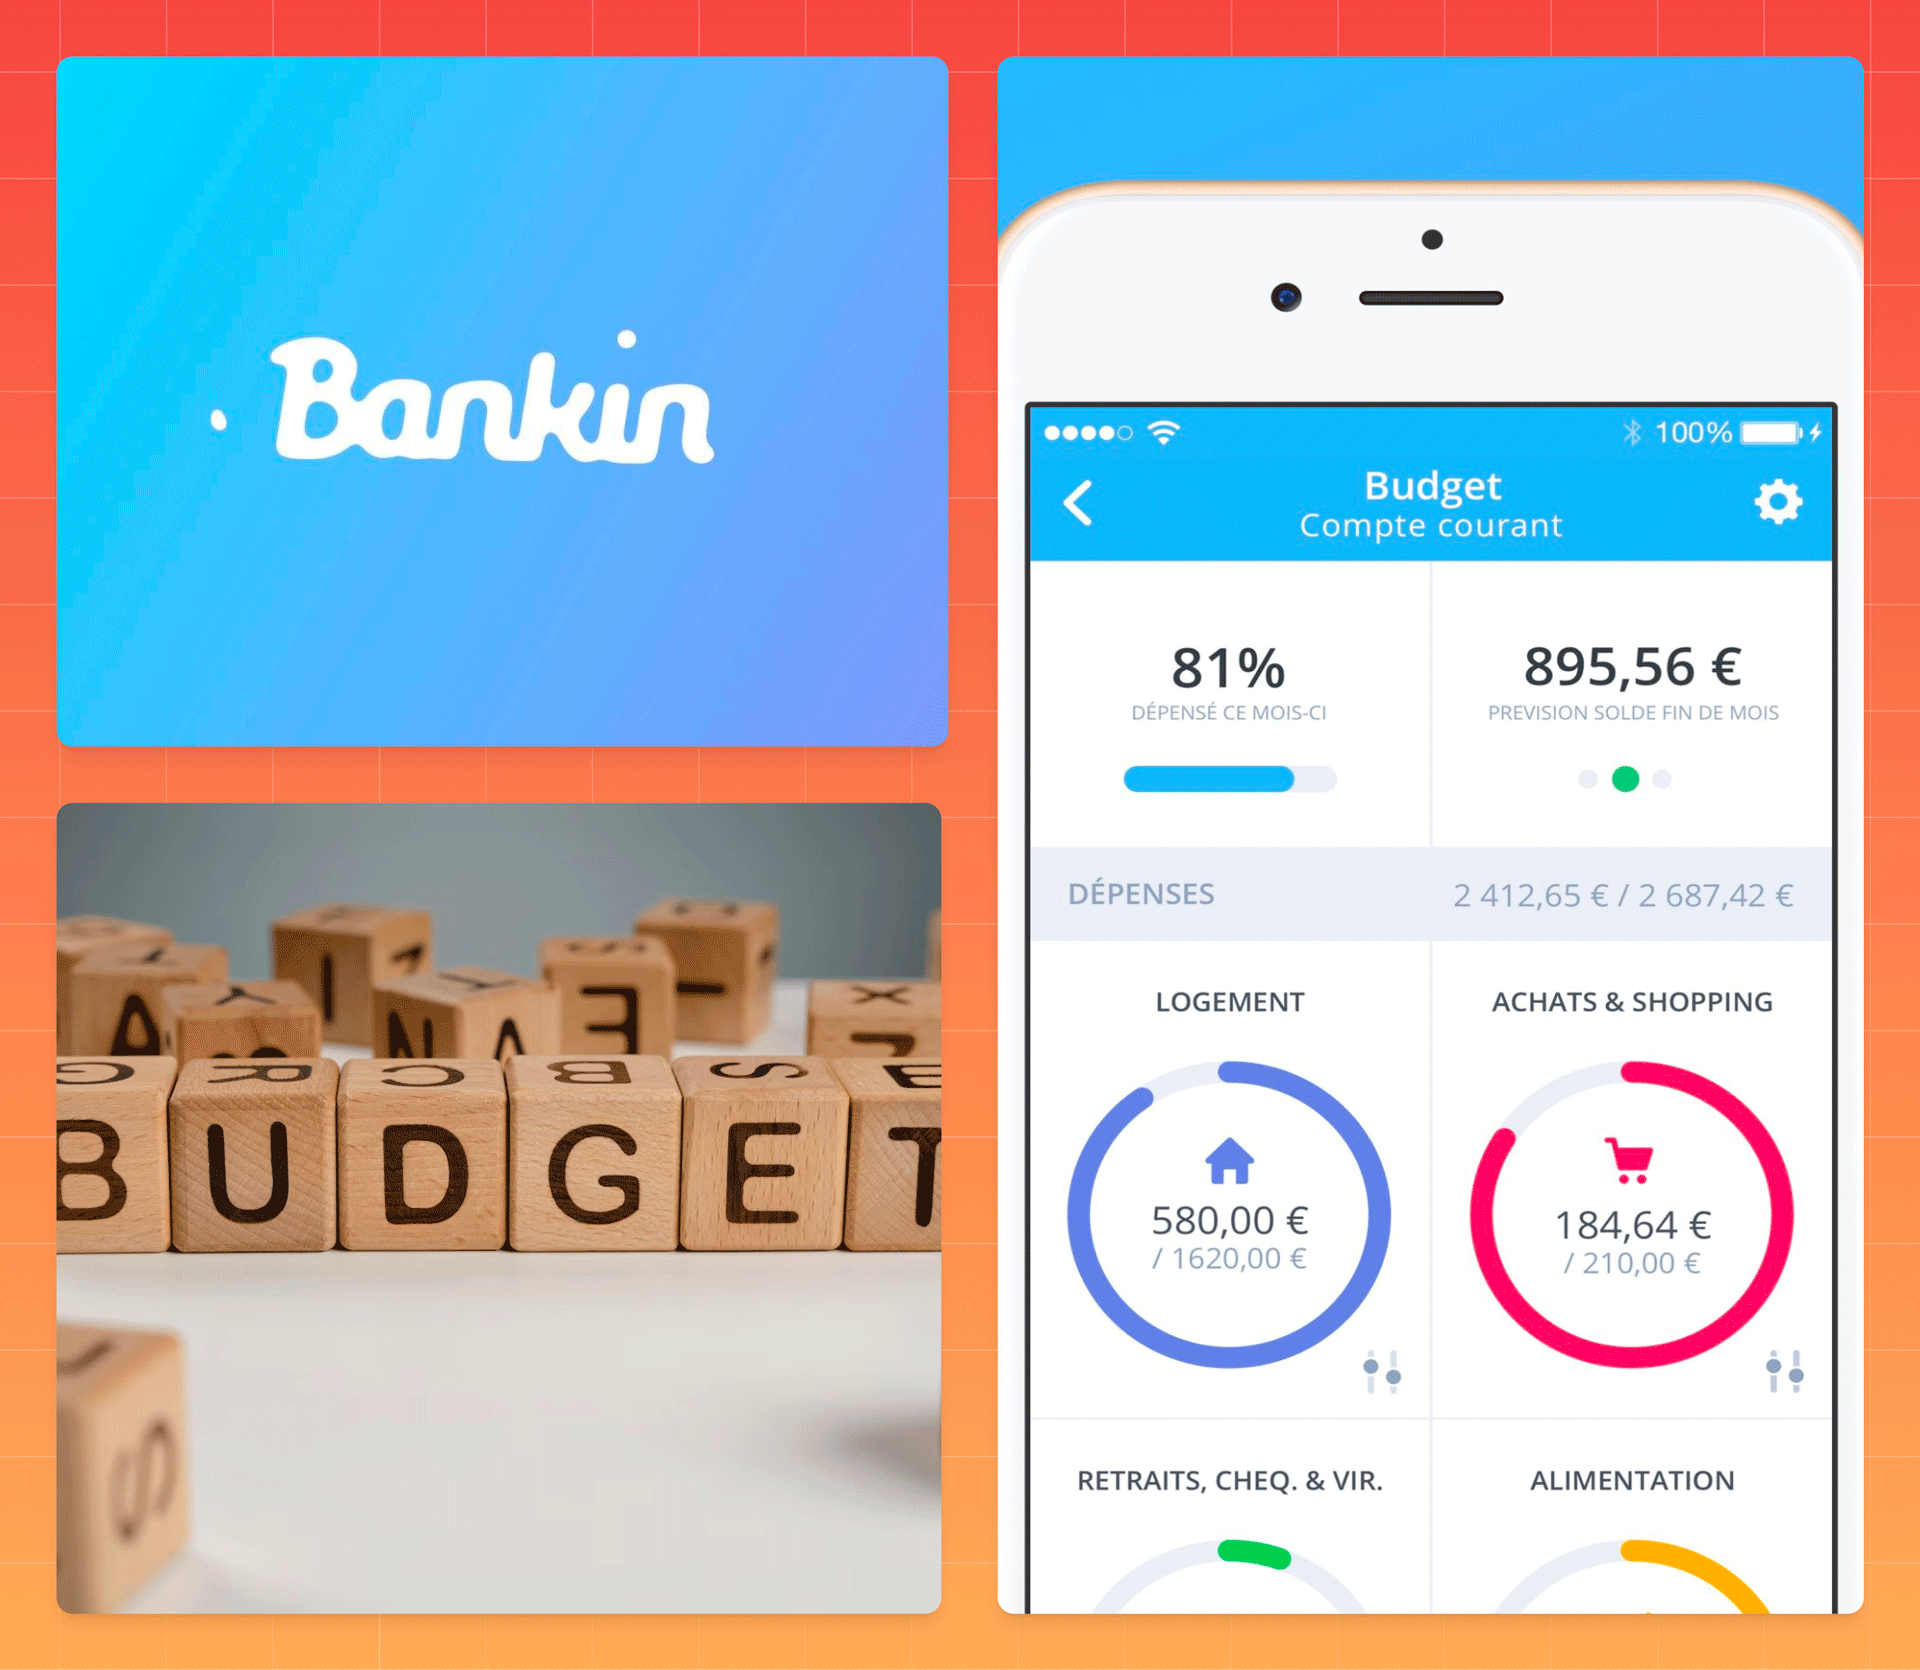 Bankin
100%
Budget
Compte courant
81%
DÉPENSÉ CE MOIS-CI
895,56 €
PREVISION SOLDE FIN DE MOIS
DÉPENSES
2 412,65 € / 2 687,42 €
LOGEMENT
580,00 €
/ 1620,00 €
ACHATS & SHOPPING
184,64 €
/ 210,00 €
RETRAITS, CHEQ. & VIR.
ALIMENTATION
BUDGET